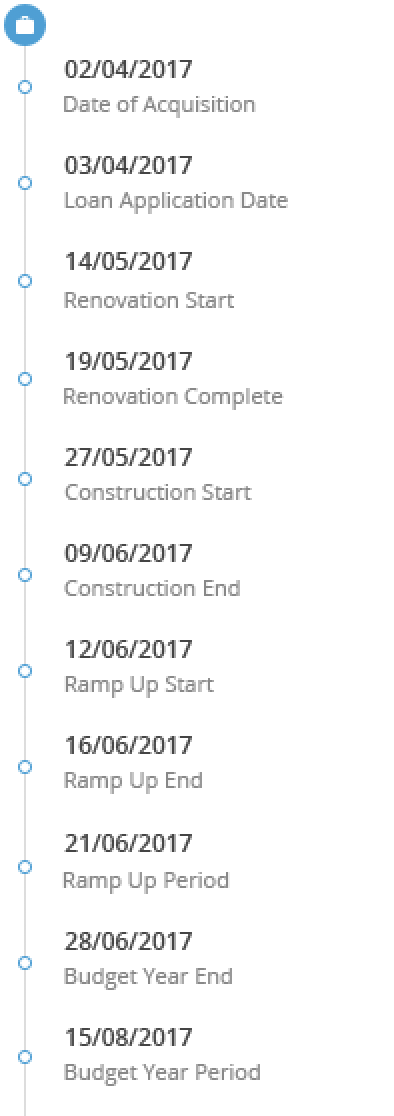 02/04/2017
Date of Acquisition
03/04/2017
Loan Application Date
14/05/2017
Renovation Start
19/05/2017
Renovation Complete
27/05/2017
Construction Start
09/06/2017
Construction End
12/06/2017
Ramp Up Start
16/06/2017
Ramp Up End
21/06/2017
Ramp Up Period
28/06/2017
Budget Year End
15/08/2017
Budget Year Period